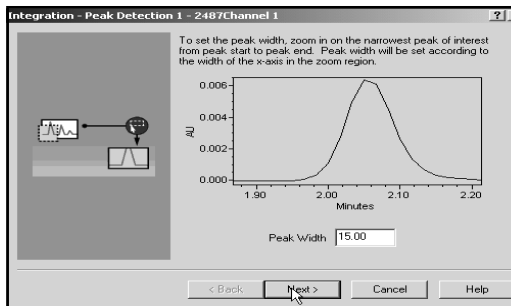 Integration - Peak Detection 1 - 2487Channel 1
To set the peak width, zoom in on the narrowest peak of interest
from peak start to peak end. Peak width will be set according to
the width of the x-axis in the zoom region.
0.006
0.004
0.002
0.000
AU
1.90
2.00
2.10
2.20
Minutes
Peak Width 15.00
< Back Next > Cancel Help